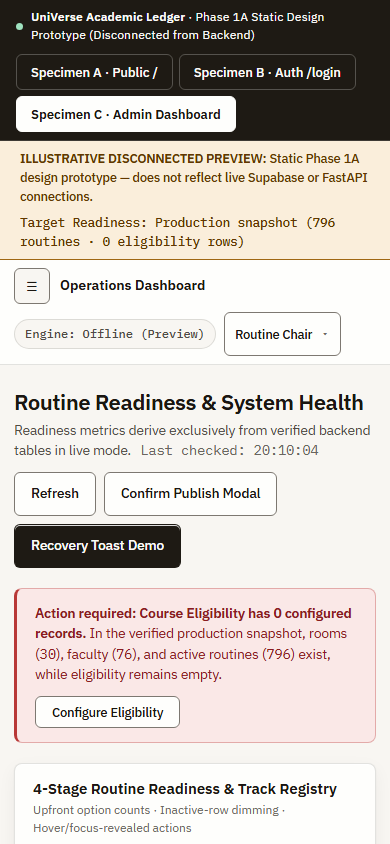 UniVerse Academic Ledger · Phase 1A Static Design
Prototype (Disconnected from Backend)
Specimen A · Public /
Specimen B · Auth /login
Specimen C · Admin Dashboard
ILLUSTRATIVE DISCONNECTED PREVIEW: Static Phase 1A
design prototype — does not reflect live Supabase or FastAPI
connections.
Target Readiness: Production snapshot (796
routines · 0 eligibility rows)
☰ Operations Dashboard
Engine: Offline (Preview)
Routine Chair
Routine Readiness & System Health
Readiness metrics derive exclusively from verified backend
tables in live mode. Last checked: 20:10:04
Refresh
Confirm Publish Modal
Recovery Toast Demo
Action required: Course Eligibility has 0 configured
records. In the verified production snapshot, rooms
(30), faculty (76), and active routines (796) exist,
while eligibility remains empty.
Configure Eligibility
4-Stage Routine Readiness & Track Registry
Upfront option counts · Inactive-row dimming ·
Hover/focus-revealed actions